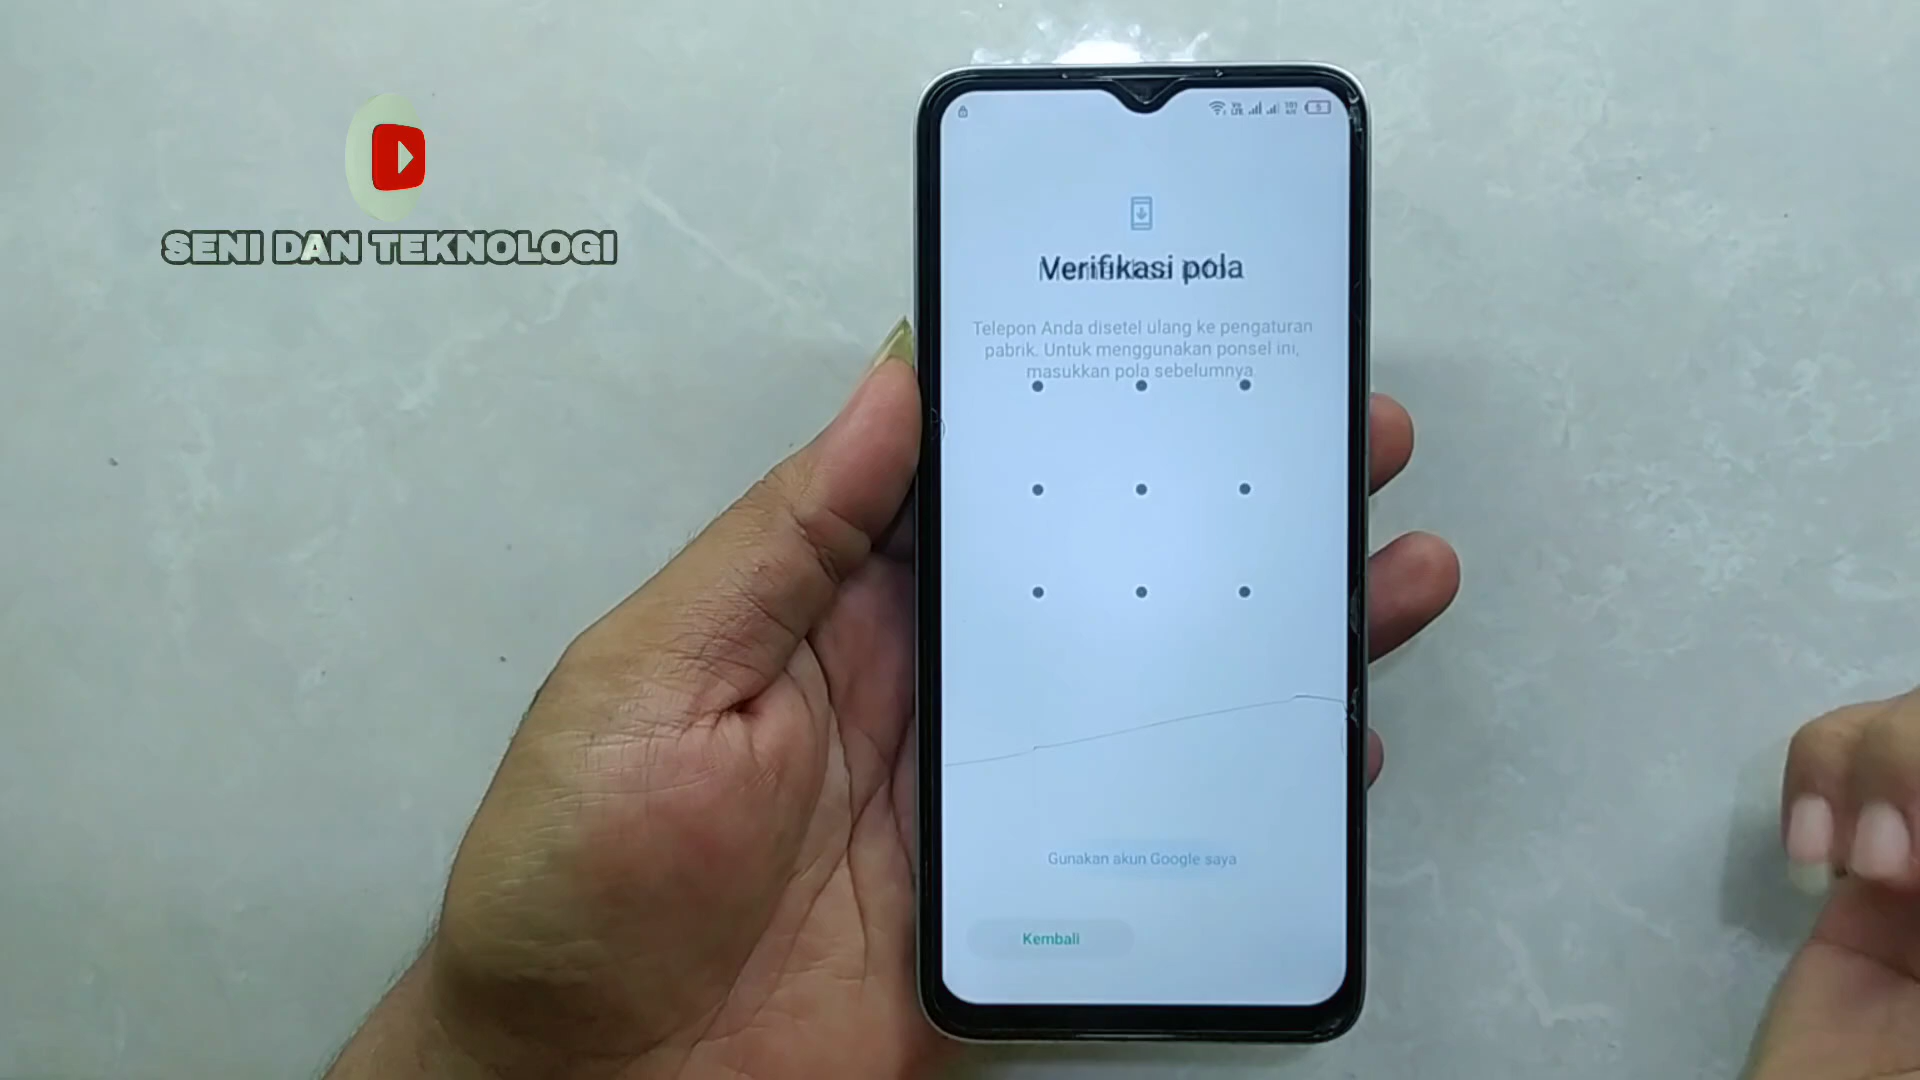 SENI DAN TEKNOLOGI
Verifikasi pola
Telepon Anda disetel ulang ke pengaturan
pabrik. Untuk menggunakan ponsel ini,
masukkan pola sebelumnya
Gunakan akun Google saya
Kembali